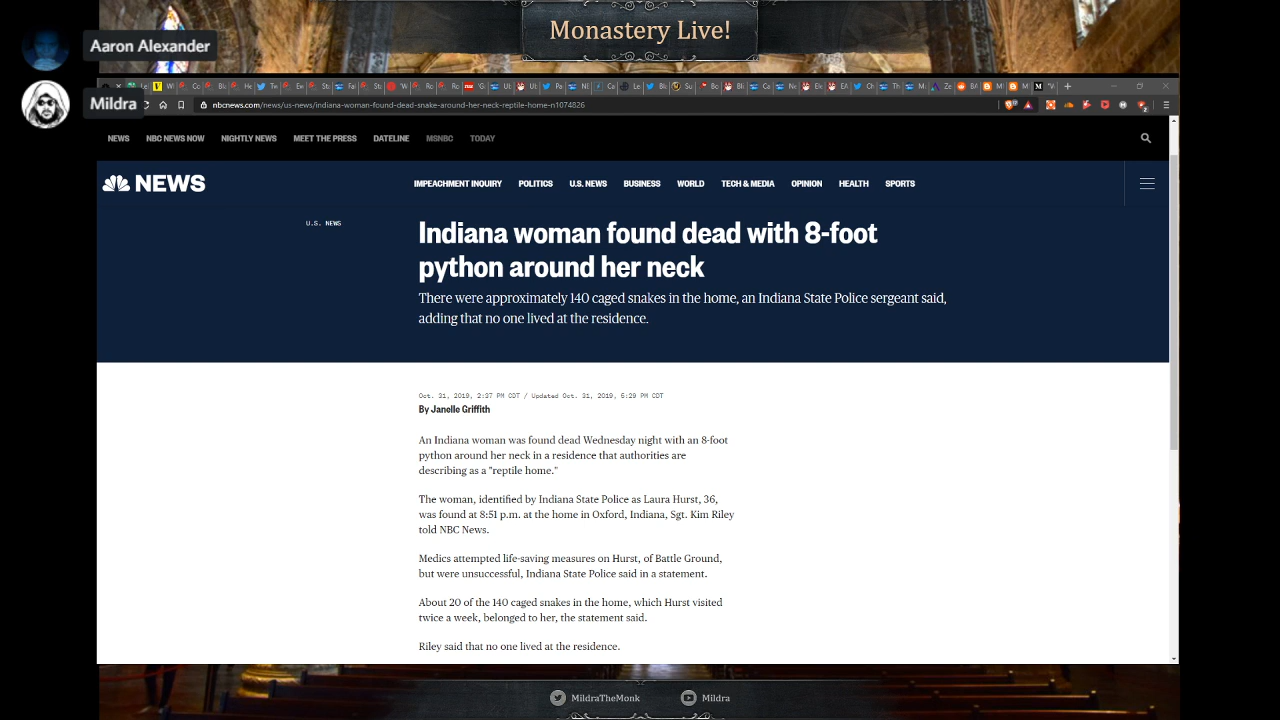 Monastery Live!
Aaron Alexander
Mildra
nbcnews.com/news/us-news/indiana-woman-found-dead-snake-around-her-neck-reptile-home-n1074826
NEWS NBC NEWS NOW NIGHTLY NEWS MEET THE PRESS DATELINE MSNBC TODAY
NEWS
IMPEACHMENT INQUIRY POLITICS U.S. NEWS BUSINESS WORLD TECH & MEDIA OPINION HEALTH SPORTS
U.S. NEWS
Indiana woman found dead with 8-foot
python around her neck
There were approximately 140 caged snakes in the home, an Indiana State Police sergeant said,
adding that no one lived at the residence.
Oct. 31, 2019, 2:37 PM CDT / Updated Oct. 31, 2019, 5:29 PM CDT
By Janelle Griffith
An Indiana woman was found dead Wednesday night with an 8-foot
python around her neck in a residence that authorities are
describing as a "reptile home."
The woman, identified by Indiana State Police as Laura Hurst, 36,
was found at 8:51 p.m. at the home in Oxford, Indiana, Sgt. Kim Riley
told NBC News.
Medics attempted life-saving measures on Hurst, of Battle Ground,
but were unsuccessful, Indiana State Police said in a statement.
About 20 of the 140 caged snakes in the home, which Hurst visited
twice a week, belonged to her, the statement said.
Riley said that no one lived at the residence.
MildraTheMonk Mildra